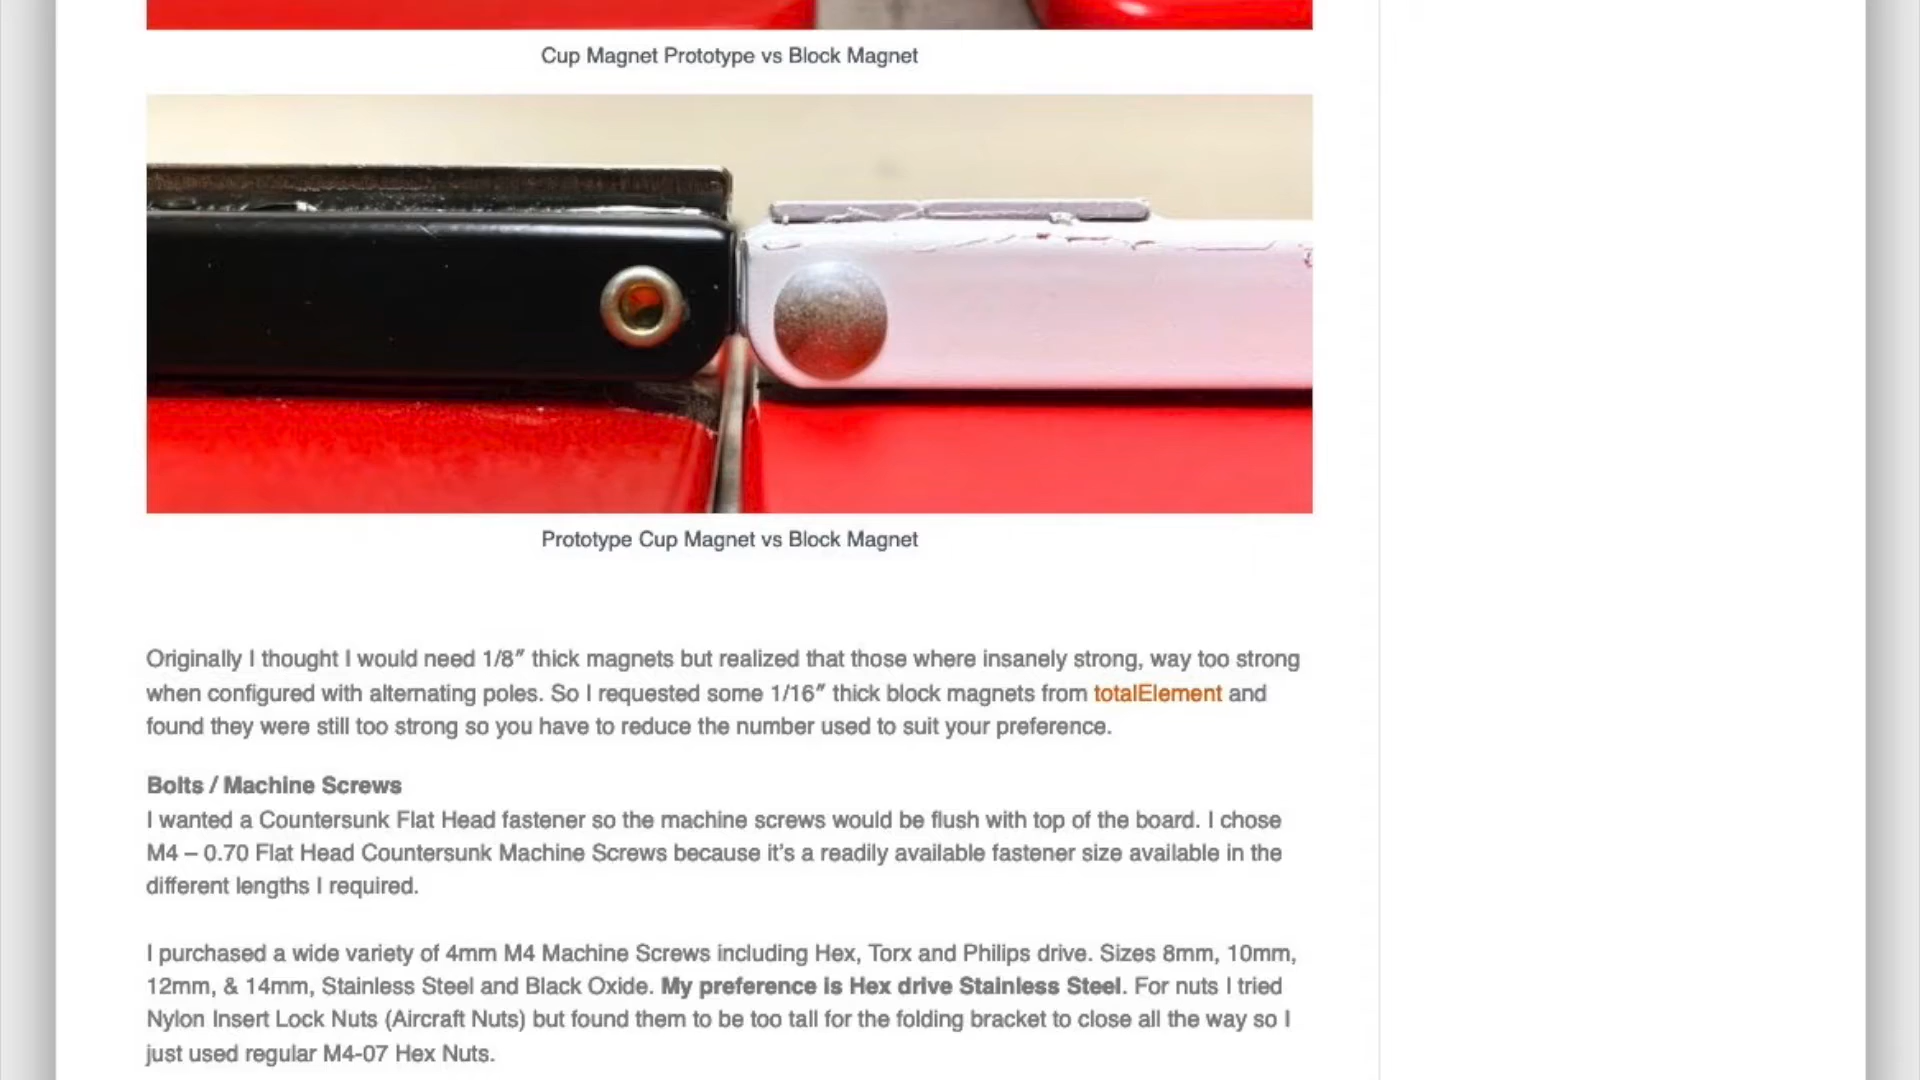 Cup Magnet Prototype vs Block Magnet
Prototype Cup Magnet vs Block Magnet
Originally I thought I would need 1/8″ thick magnets but realized that those where insanely strong, way too strong
when configured with alternating poles. So I requested some 1/16″ thick block magnets from totalElement and
found they were still too strong so you have to reduce the number used to suit your preference.
Bolts / Machine Screws
I wanted a Countersunk Flat Head fastener so the machine screws would be flush with top of the board. I chose
M4 – 0.70 Flat Head Countersunk Machine Screws because it's a readily available fastener size available in the
different lengths I required.
I purchased a wide variety of 4mm M4 Machine Screws including Hex, Torx and Philips drive. Sizes 8mm, 10mm,
12mm, & 14mm, Stainless Steel and Black Oxide. My preference is Hex drive Stainless Steel. For nuts I tried
Nylon Insert Lock Nuts (Aircraft Nuts) but found them to be too tall for the folding bracket to close all the way so I
just used regular M4-07 Hex Nuts.